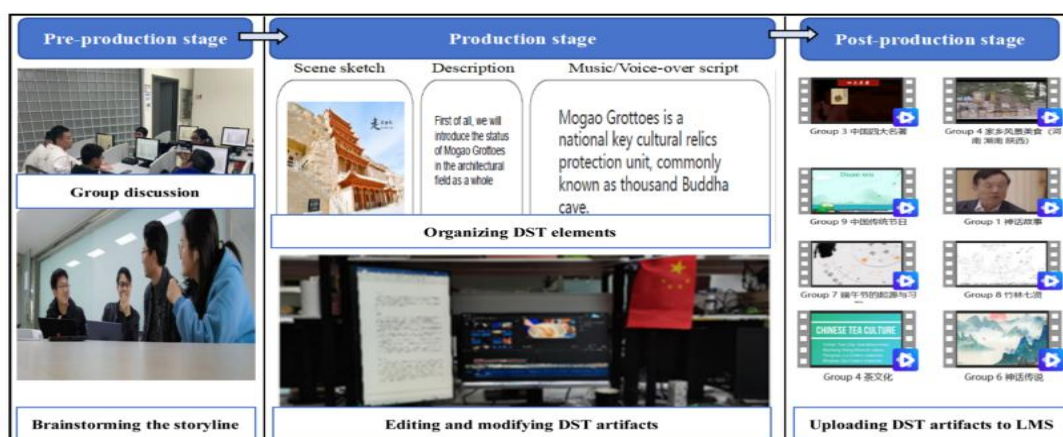 Pre-production stage
Production stage
Post-production stage
Scene sketch
Description
Music/Voice-over script
First of all, we will
introduce the status
of Mogao Grottoes
in the architectural
field as a whole
Mogao Grottoes is a
national key cultural relics
protection unit, commonly
known as thousand Buddha
cave.
Group discussion
Organizing DST elements
Brainstorming the storyline
Editing and modifying DST artifacts
Group 3 中国四大名著
Group 4 家乡风景美食（河
南 湖南 陕西）
Group 9 中国传统节日
Group 1 神话故事
Group 7 端午节的起源与习
Group 8 竹林七贤
CHINESE TEA CULTURE
Group 4 茶文化
Group 6 神话传说
Uploading DST artifacts to LMS